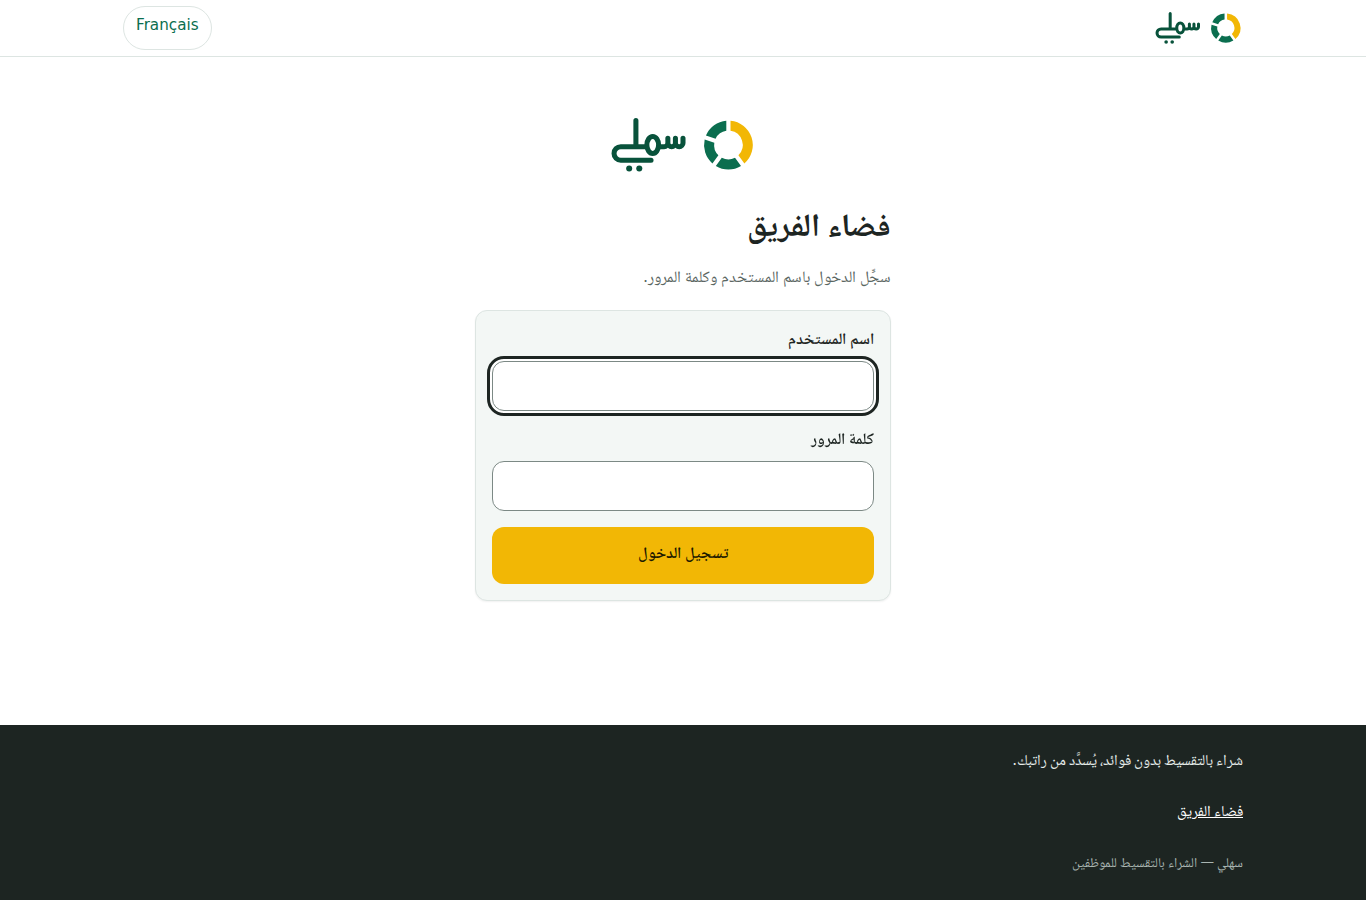 سهلي
Français
سهلي
فضاء الفريق
سجِّل الدخول باسم المستخدم وكلمة المرور.
اسم المستخدم
كلمة المرور
تسجيل الدخول
شراء بالتقسيط بدون فوائد، يُسدَّد من راتبك.
فضاء الفريق
سهلي — الشراء بالتقسيط للموظفين